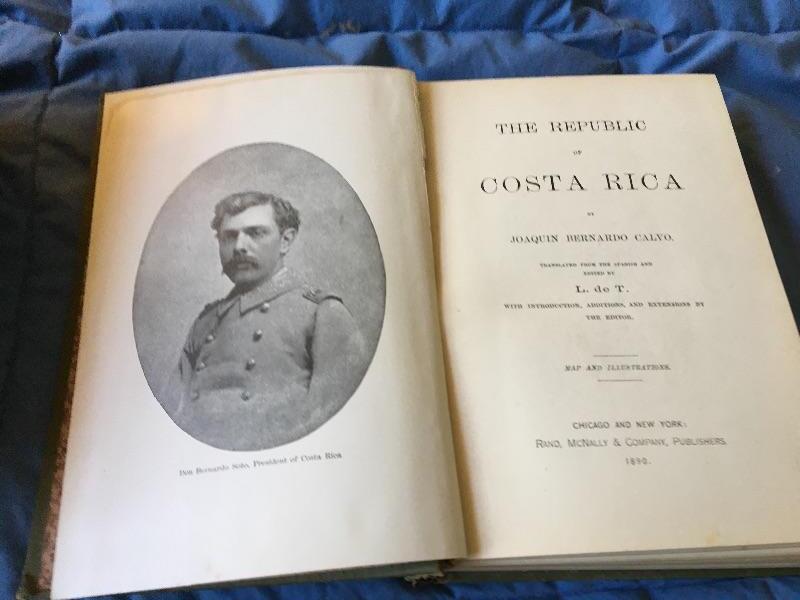 Don Bernardo Soto, President of Costa Rica
THE REPUBLIC
OF
COSTA RICA
BY
JOAQUIN BERNARDO CALVO.
TRANSLATED FROM THE SPANISH AND
EDITED BY
L. de T.
WITH INTRODUCTION, ADDITIONS, AND EXTENSIONS BY
THE EDITOR.
MAP AND ILLUSTRATIONS.
CHICAGO AND NEW YORK:
RAND, MCNALLY & COMPANY, PUBLISHERS.
1890.